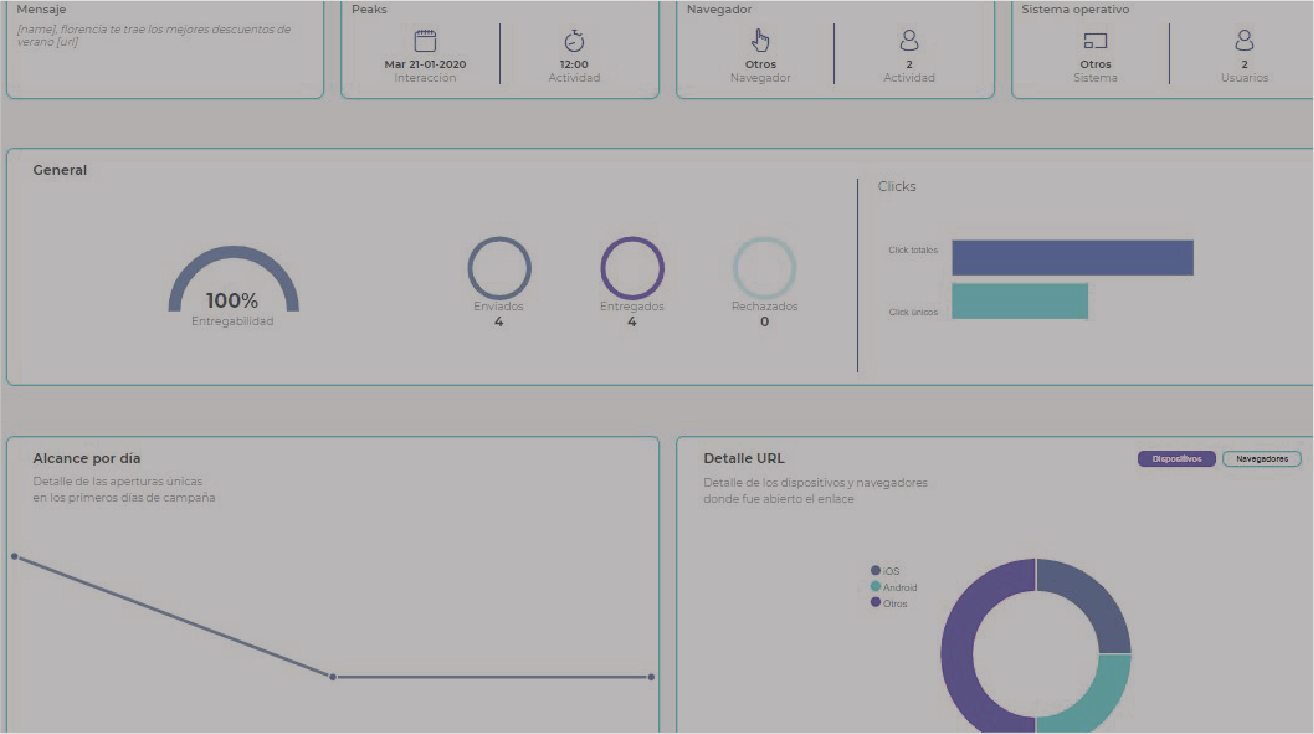 Mensaje
[name], florencia te trae los mejores descuentos de
verano [url]
Peaks
Mar 21-01-2020
Interacción
12:00
Actividad
Navegador
Otros
Navegador
2
Actividad
Sistema operativo
Otros
Sistema
2
Usuarios
General
100%
Entregabilidad
Enviados
4
Entregados
4
Rechazados
0
Clicks
Click totales
Click únicos
Alcance por día
Detalle de las aperturas únicas
en los primeros días de campaña
Detalle URL
Detalle de los dispositivos y navegadores
donde fue abierto el enlace
Dispositivos
Navegadores
iOS
Android
Otros